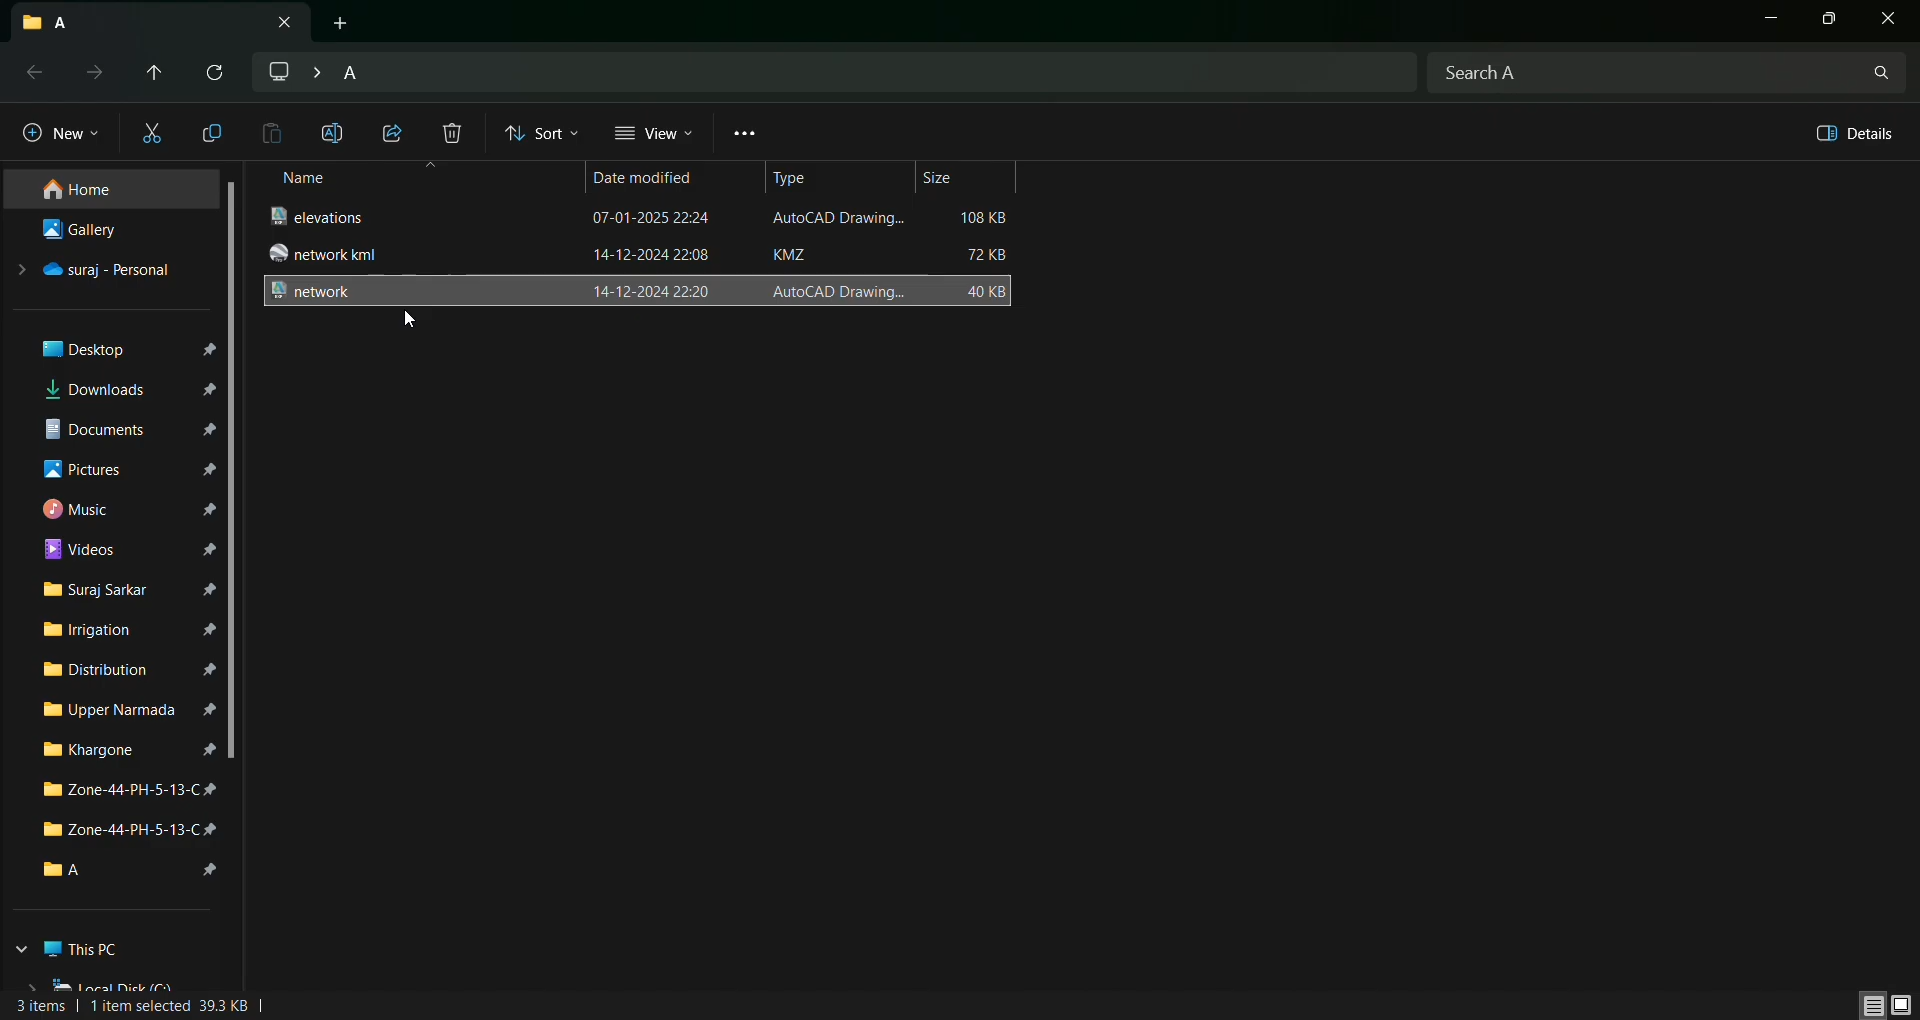 A
A
Search A
New
Sort
View
Details
Name Date modified Type Size
elevations 07-01-2025 22:24 AutoCAD Drawing... 108 KB
network kml 14-12-2024 22:08 KMZ 72 KB
network 14-12-2024 22:20 AutoCAD Drawing... 40 KB
Home
Gallery
suraj - Personal
Desktop
Downloads
Documents
Pictures
Music
Videos
Suraj Sarkar
Irrigation
Distribution
Upper Narmada
Khargone
Zone-44-PH-5-13-C
Zone-44-PH-5-13-C
A
This PC
Local Disk (C:)
3 items 1 item selected 39.3 KB